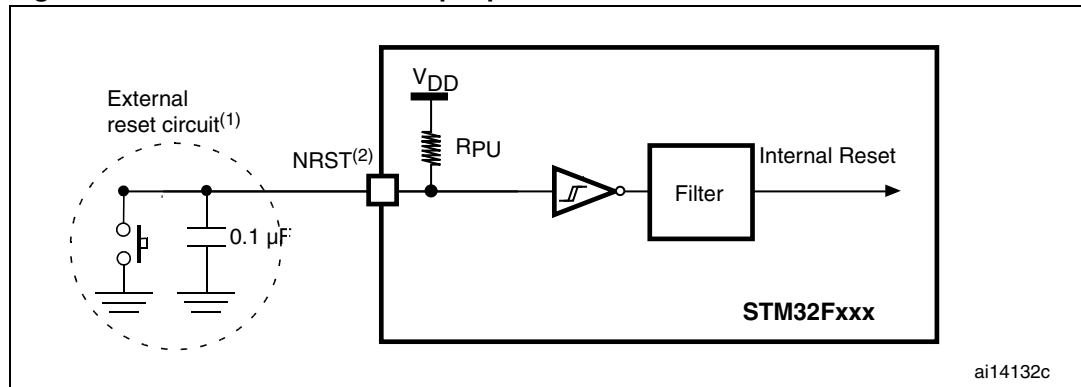 External
reset circuit(1)
VDD
RPU
NRST(2)
Internal Reset
Filter
0.1 µF
STM32Fxxx
ai14132c